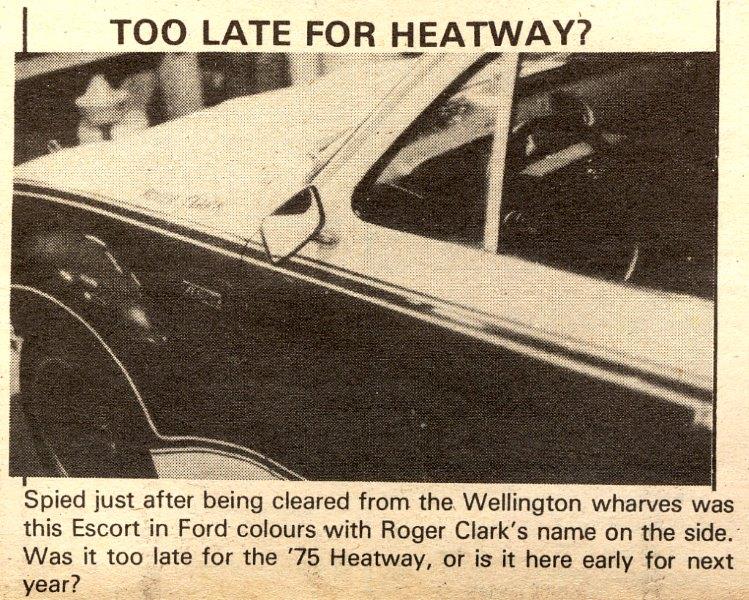 TOO LATE FOR HEATWAY?
ROGER CLARK
Spied just after being cleared from the Wellington wharves was
this Escort in Ford colours with Roger Clark's name on the side.
Was it too late for the '75 Heatway, or is it here early for next
year?